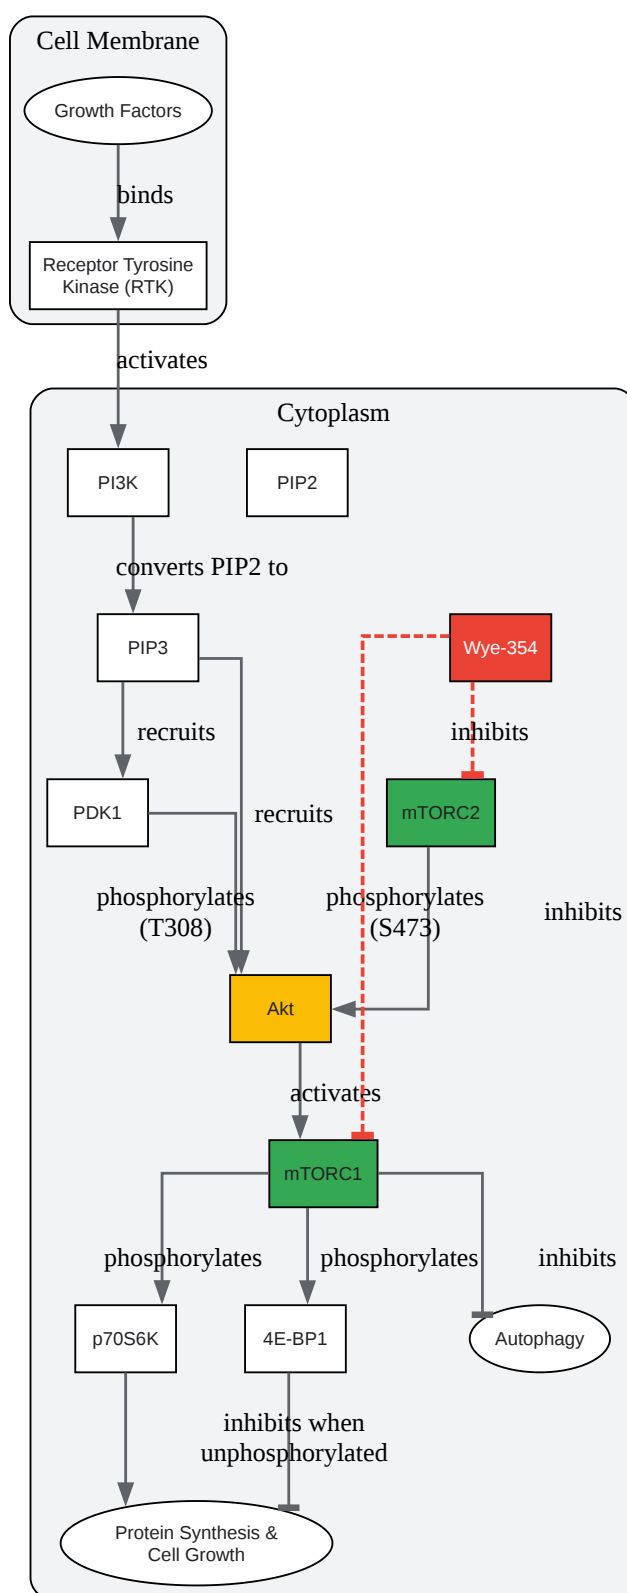 Cell Membrane
Growth Factors
binds
Receptor Tyrosine
Kinase (RTK)
activates
Cytoplasm
PI3K
PIP2
converts PIP2 to
PIP3
Wye-354
recruits
inhibits
PDK1
mTORC2
recruits
phosphorylates
(T308)
phosphorylates
(S473)
inhibits
Akt
activates
mTORC1
phosphorylates
phosphorylates
inhibits
p70S6K
4E-BP1
Autophagy
inhibits when
unphosphorylated
Protein Synthesis &
Cell Growth